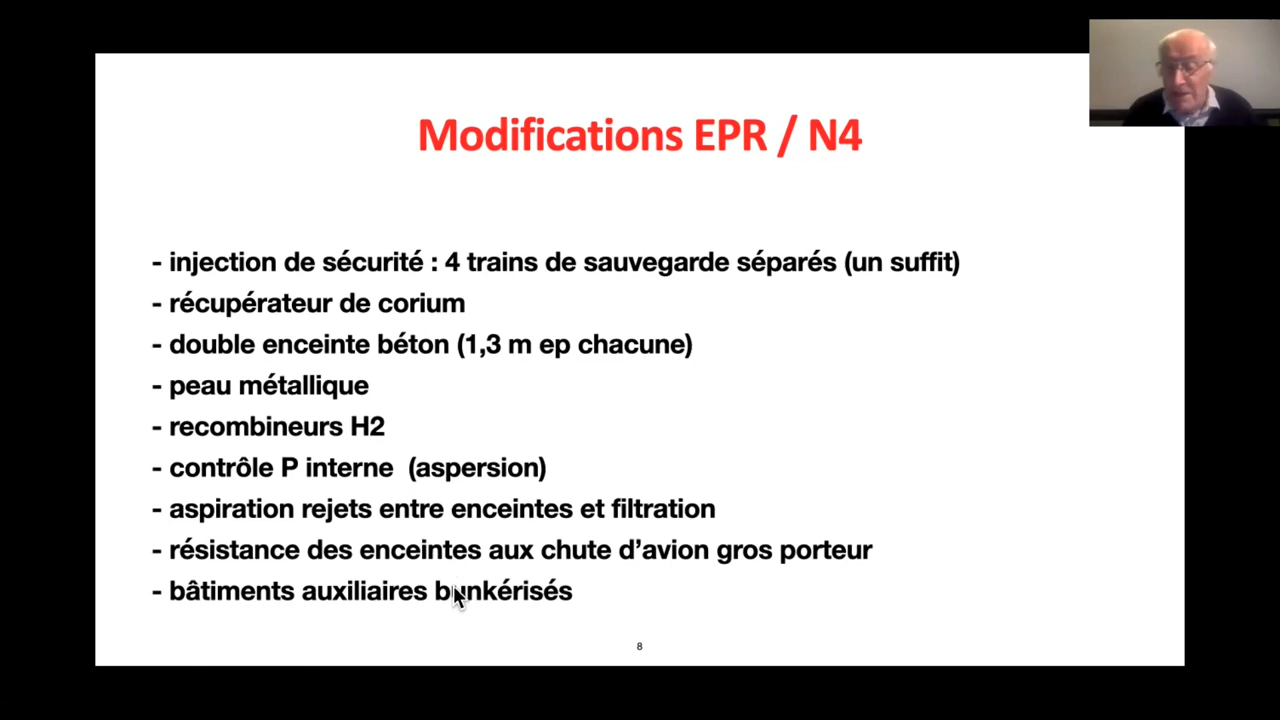 Modifications EPR / N4
- injection de sécurité : 4 trains de sauvegarde séparés (un suffit)
- récupérateur de corium
- double enceinte béton (1,3 m ep chacune)
- peau métallique
- recombineurs H2
- contrôle P interne  (aspersion)
- aspiration rejets entre enceintes et filtration
- résistance des enceintes aux chute d’avion gros porteur
- bâtiments auxiliaires bunkérisés
8